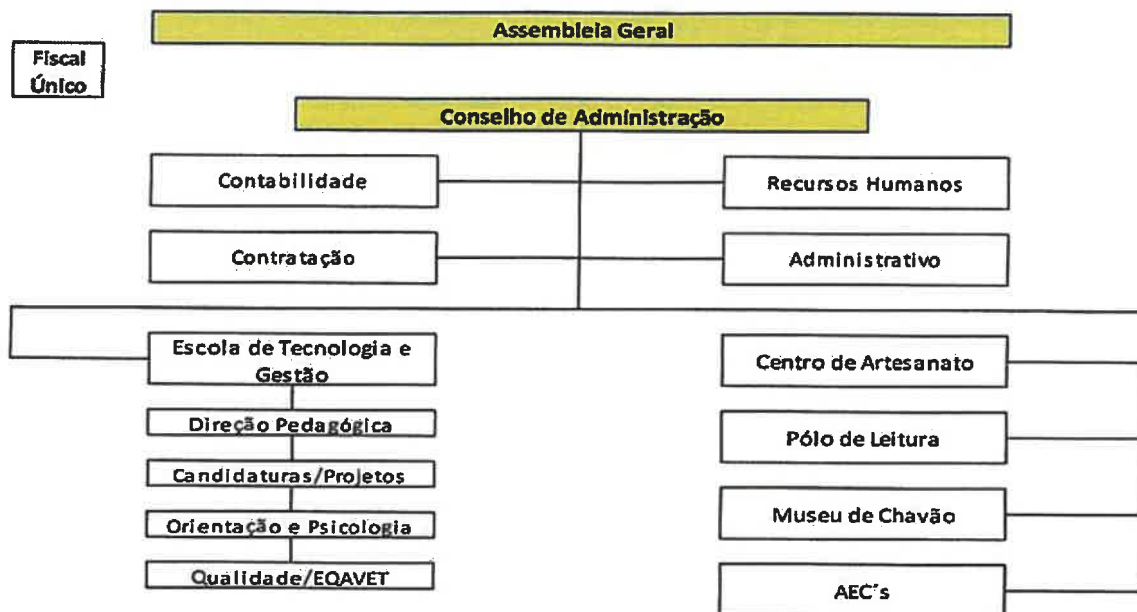 Assembleia Geral
Fiscal
Único
Conselho de Administração
Contabilidade
Recursos Humanos
Contratação
Administrativo
Escola de Tecnologia e
Gestão
Centro de Artesanato
Direção Pedagógica
Pólo de Leitura
Candidaturas/Projetos
Museu de Chavão
Orientação e Psicologia
Qualidade/EQAVET
AEC´s